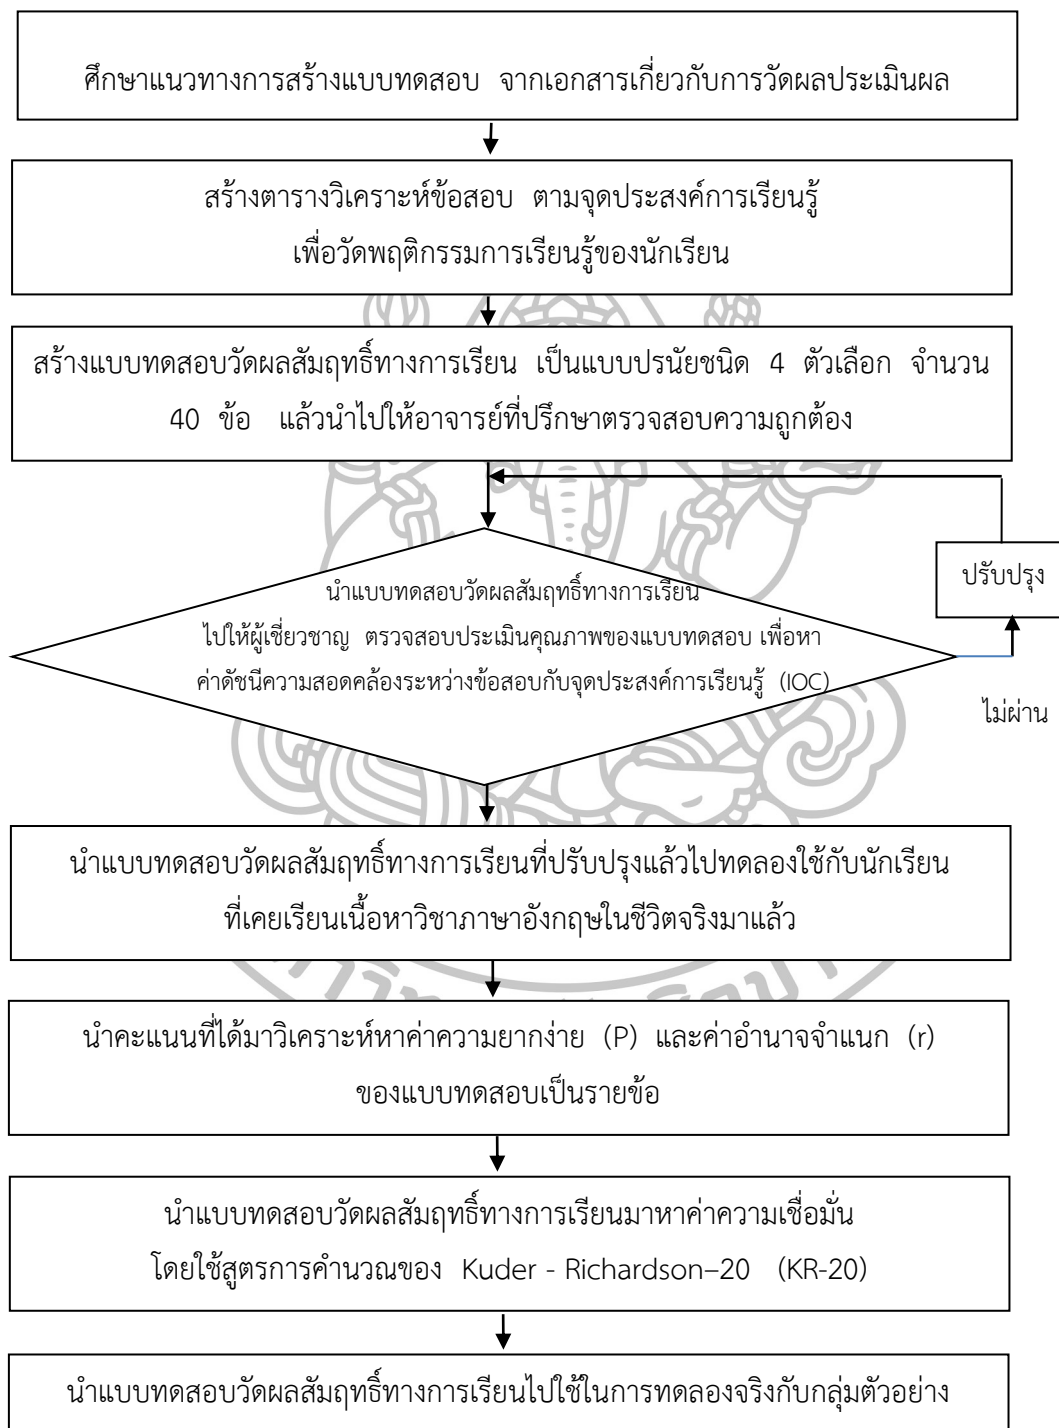 ศึกษาแนวทางการสร้างแบบทดสอบ จากเอกสารเกี่ยวกับการวัดผลประเมินผล
สร้างตารางวิเคราะห์ข้อสอบ ตามจุดประสงค์การเรียนรู้
เพื่อวัดพฤติกรรมการเรียนรู้ของนักเรียน
สร้างแบบทดสอบวัดผลสัมฤทธิ์ทางการเรียน เป็นแบบปรนัยชนิด 4 ตัวเลือก จำนวน
40 ข้อ แล้วนำไปให้อาจารย์ที่ปรึกษาตรวจสอบความถูกต้อง
ปรับปรุง
นำแบบทดสอบวัดผลสัมฤทธิ์ทางการเรียน
ไปให้ผู้เชี่ยวชาญ ตรวจสอบประเมินคุณภาพของแบบทดสอบ เพื่อหา
ค่าดัชนีความสอดคล้องระหว่างข้อสอบกับจุดประสงค์การเรียนรู้ (IOC)
ไม่ผ่าน
นำแบบทดสอบวัดผลสัมฤทธิ์ทางการเรียนที่ปรับปรุงแล้วไปทดลองใช้กับนักเรียน
ที่เคยเรียนเนื้อหาวิชาภาษาอังกฤษในชีวิตจริงมาแล้ว
นำคะแนนที่ได้มาวิเคราะห์หาค่าความยากง่าย (P) และค่าอำนาจจำแนก (r)
ของแบบทดสอบเป็นรายข้อ
นำแบบทดสอบวัดผลสัมฤทธิ์ทางการเรียนมาหาค่าความเชื่อมั่น
โดยใช้สูตรการคำนวณของ Kuder - Richardson–20 (KR-20)
นำแบบทดสอบวัดผลสัมฤทธิ์ทางการเรียนไปใช้ในการทดลองจริงกับกลุ่มตัวอย่าง